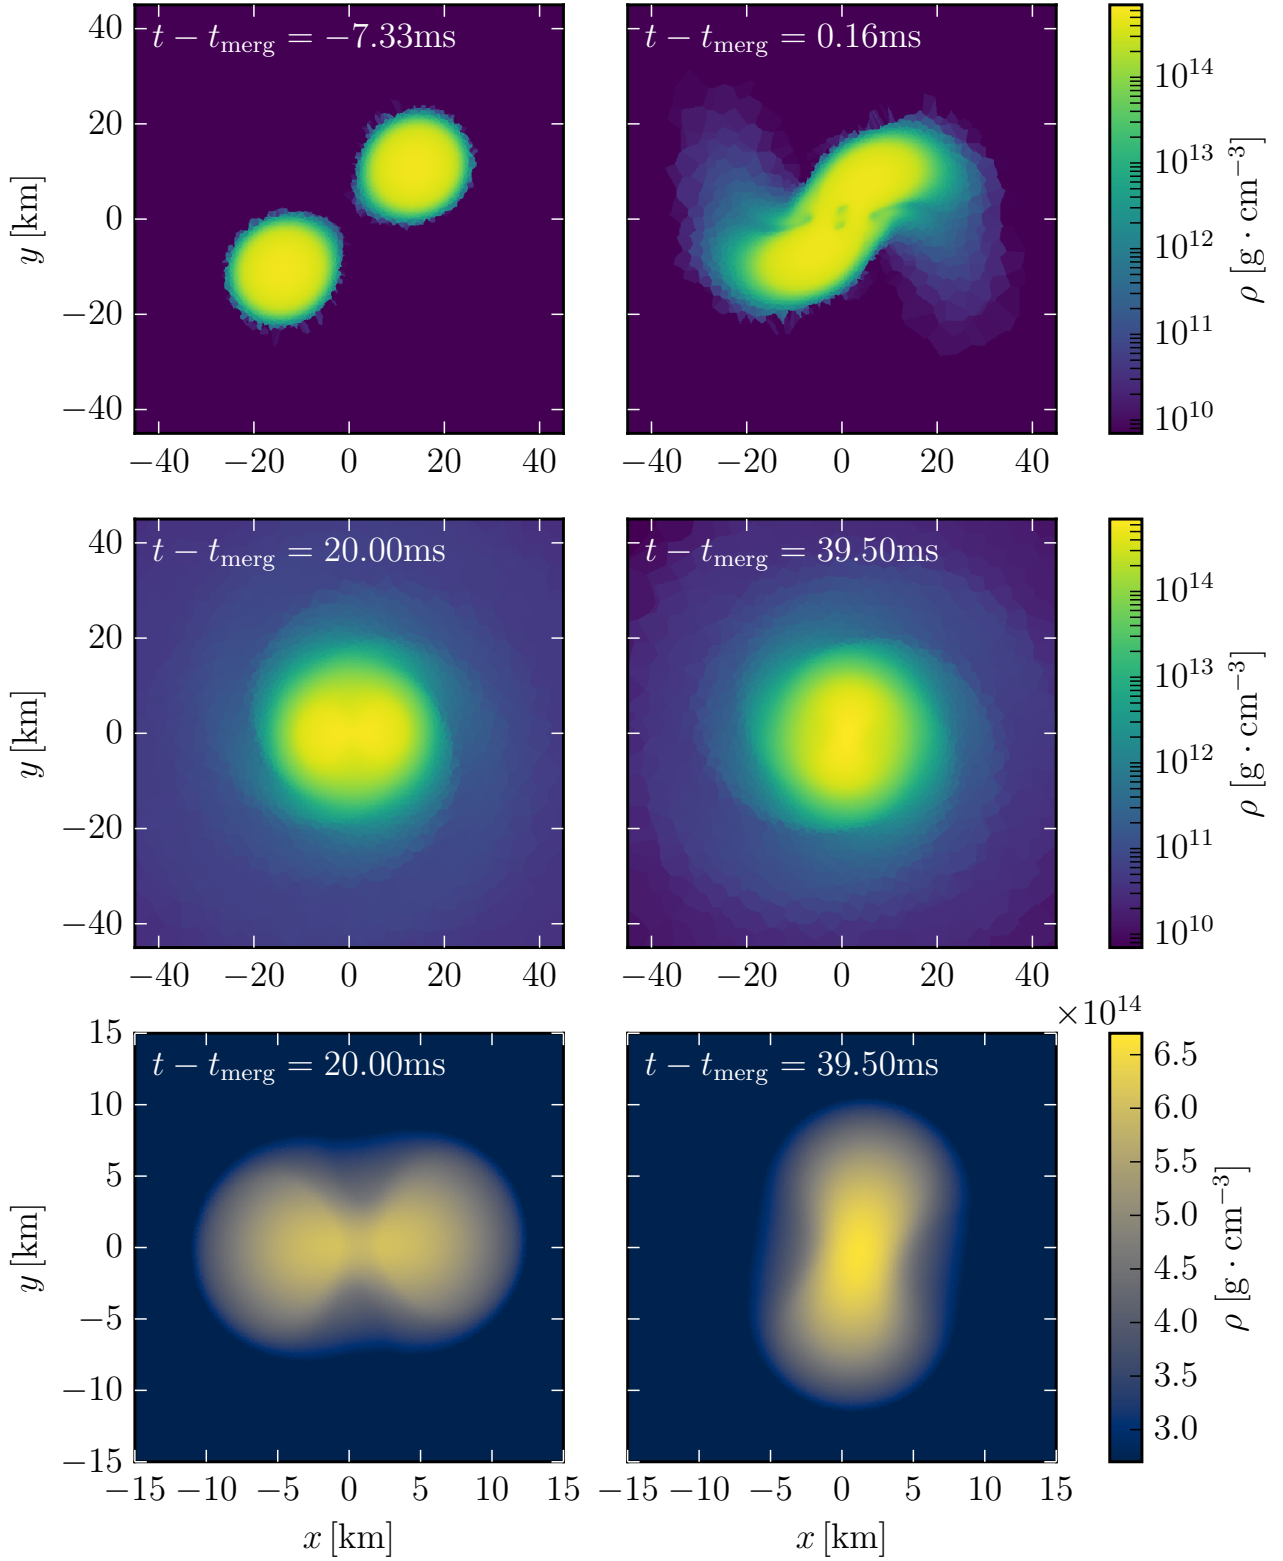 t − t_merg = −7.33ms
t − t_merg = 0.16ms
40
20
0
−20
−40
y [km]
−40 −20 0 20 40
−40 −20 0 20 40
10^14
10^13
10^12
10^11
10^10
ρ [g · cm^−3]
t − t_merg = 20.00ms
t − t_merg = 39.50ms
40
20
0
−20
−40
y [km]
−40 −20 0 20 40
−40 −20 0 20 40
10^14
10^13
10^12
10^11
10^10
ρ [g · cm^−3]
×10^14
t − t_merg = 20.00ms
t − t_merg = 39.50ms
15
10
5
0
−5
−10
−15
y [km]
−15 −10 −5 0 5 10 15
x [km]
−15 −10 −5 0 5 10 15
x [km]
6.5
6.0
5.5
5.0
4.5
4.0
3.5
3.0
ρ [g · cm^−3]